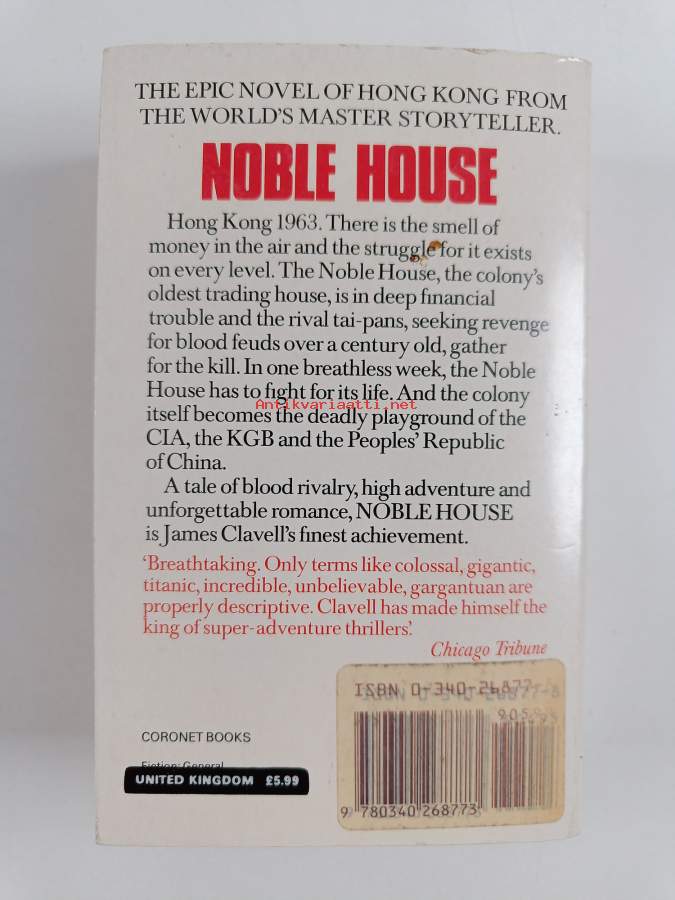 THE EPIC NOVEL OF HONG KONG FROM
THE WORLD'S MASTER STORYTELLER.
NOBLE HOUSE
Hong Kong 1963. There is the smell of
money in the air and the struggle for it exists
on every level. The Noble House, the colony's
oldest trading house, is in deep financial
trouble and the rival tai-pans, seeking revenge
for blood feuds over a century old, gather
for the kill. In one breathless week, the Noble
House has to fight for its life. And the colony
Antikvariaatti.net
itself becomes the deadly playground of the
CIA, the KGB and the Peoples' Republic
of China.
A tale of blood rivalry, high adventure and
unforgettable romance, NOBLE HOUSE
is James Clavell's finest achievement.
'Breathtaking. Only terms like colossal, gigantic,
titanic, incredible, unbelievable, gargantuan are
properly descriptive. Clavell has made himself the
king of super-adventure thrillers.'
Chicago Tribune
ISBN 0-340-26877-8
CORONET BOOKS
Fiction: General
UNITED KINGDOM £5.99
9 780340 268773